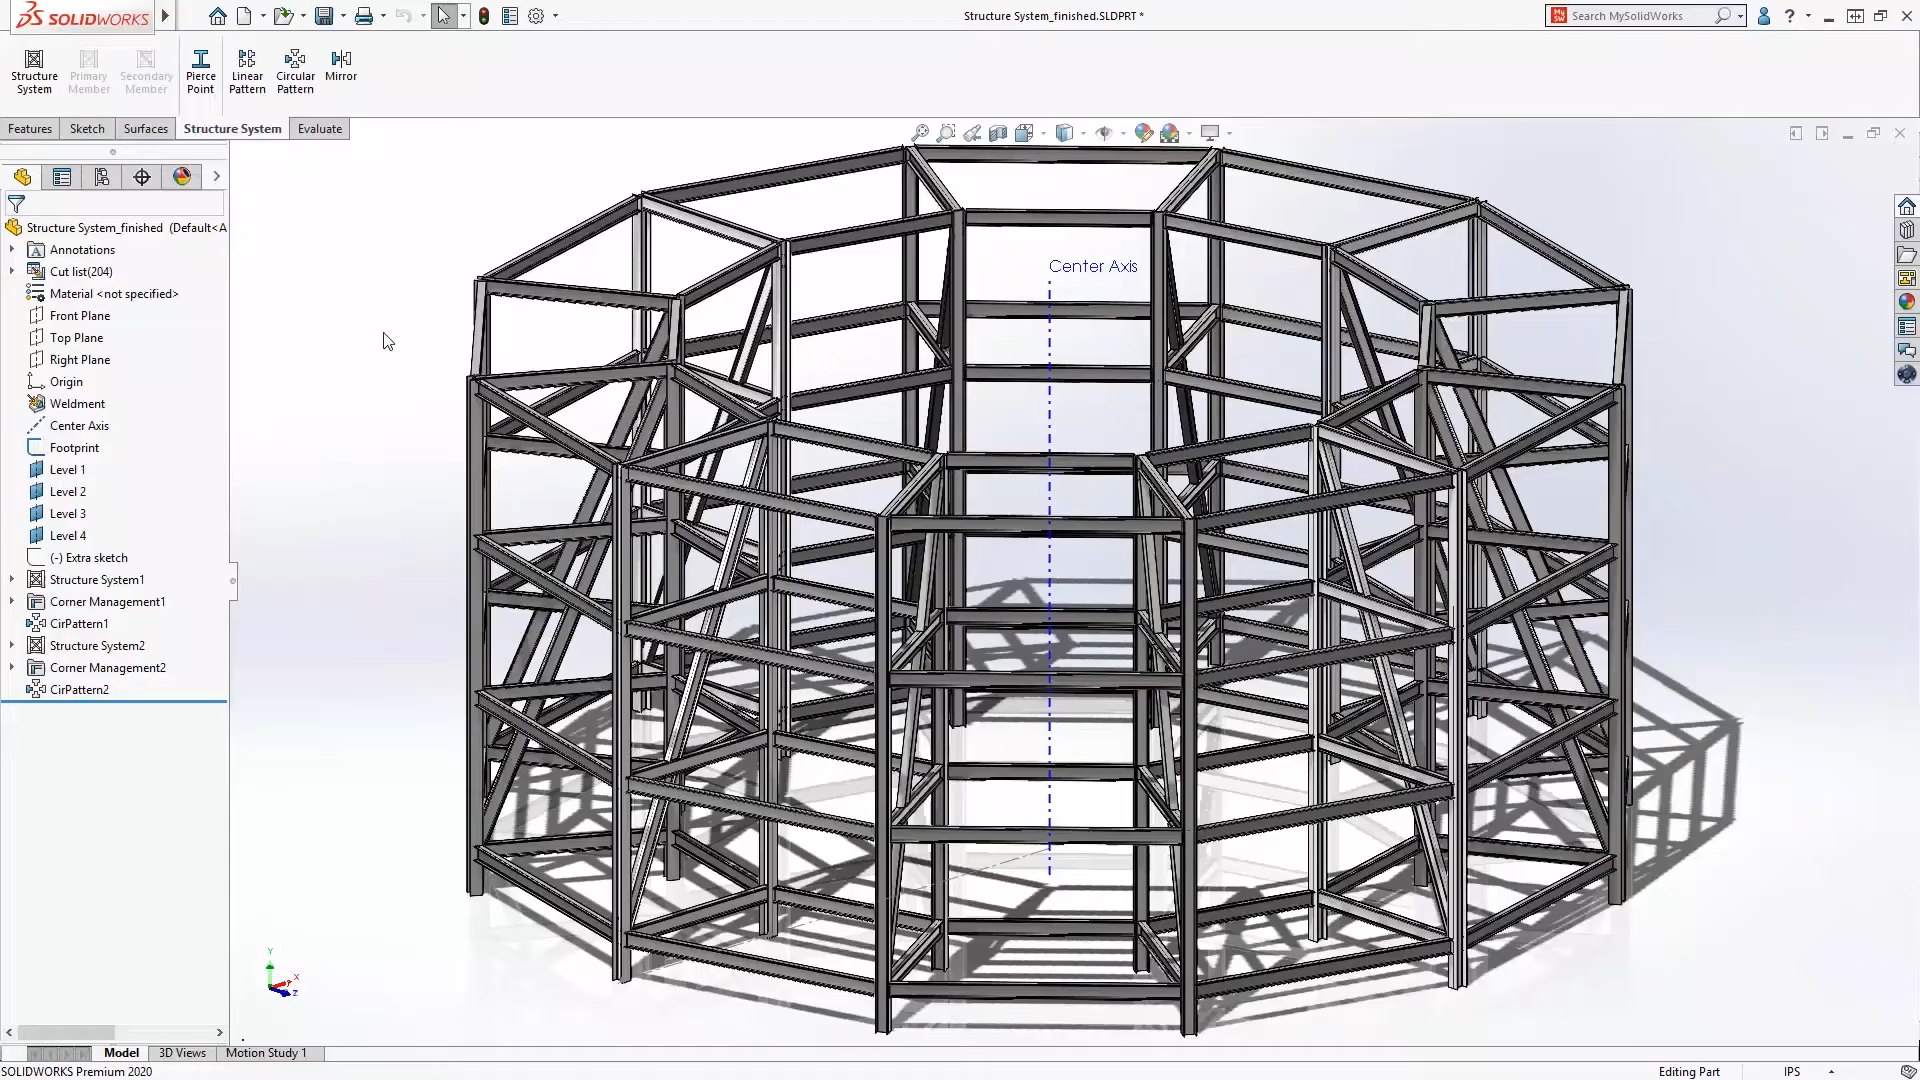 SOLIDWORKS
Structure System_finished.SLDPRT *
My
SW
Search MySolidWorks
?
Structure System
Primary Member
Secondary Member
Pierce Point
Linear Pattern
Circular Pattern
Mirror
Features
Sketch
Surfaces
Structure System
Evaluate
Structure System_finished (Default<A
Annotations
Cut list(204)
Material <not specified>
Front Plane
Top Plane
Right Plane
Origin
Weldment
Center Axis
Footprint
Level 1
Level 2
Level 3
Level 4
(-) Extra sketch
Structure System1
Corner Management1
CirPattern1
Structure System2
Corner Management2
CirPattern2
Center Axis
Y
X
Z
Model
3D Views
Motion Study 1
SOLIDWORKS Premium 2020
Editing Part
IPS